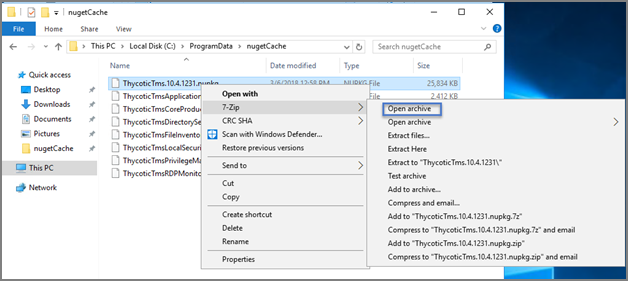 nugetCache
File
Home
Share
View
This PC > Local Disk (C:) > ProgramData > nugetCache
Search nugetCache
Name
Date modified
Type
Size
Quick access
Desktop
Downloads
Documents
Pictures
nugetCache
This PC
Network
ThycoticTms.10.4.1231.nupkg 3/6/2018 12:58 PM NUPKG File 25,834 KB
ThycoticTmsApplication 2,412 KB
ThycoticTmsCoreProduc
ThycoticTmsDirectorySe
ThycoticTmsFileInventor
ThycoticTmsLocalSecurit
ThycoticTmsPrivilegeMa
ThycoticTmsRDPMonito
Open with
7-Zip
CRC SHA
Scan with Windows Defender...
Restore previous versions
Send to
Cut
Copy
Create shortcut
Delete
Rename
Properties
Open archive
Open archive
Extract files...
Extract Here
Extract to "ThycoticTms.10.4.1231\"
Test archive
Add to archive...
Compress and email...
Add to "ThycoticTms.10.4.1231.nupkg.7z"
Compress to "ThycoticTms.10.4.1231.nupkg.7z" and email
Add to "ThycoticTms.10.4.1231.nupkg.zip"
Compress to "ThycoticTms.10.4.1231.nupkg.zip" and email